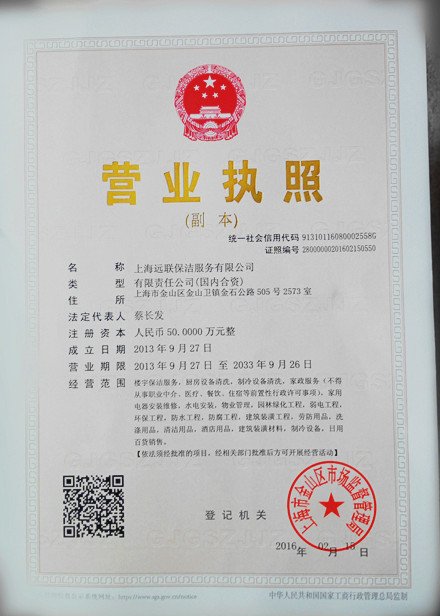 营业执照
(副 本)
统一社会信用代码 91310116080002558G
证照编号 28000000201602150550
名 称 上海远联保洁服务有限公司
类 型 有限责任公司(国内合资)
住 所 上海市金山区金山卫镇金石公路505号2573室
法定代表人 蔡长发
注册资本 人民币50.0000万元整
成立日期 2013年9月27日
营业期限 2013年9月27日 至 2033年9月26日
经营范围 楼宇保洁服务,厨房设备清洗,制冷设备清洗,家政服务(不得
从事职业中介、医疗、餐饮、住宿等前置性行政许可事项),家用
电器安装维修,水电安装,物业管理,园林绿化工程,弱电工程,
环保工程,防水工程,防腐工程,建筑装潢工程,劳防用品,洗
涤用品,清洁用品,酒店用品,建筑装潢材料,制冷设备,日用
百货销售。
【依法须经批准的项目,经相关部门批准后方可开展经营活动】
登记机关
上海市金山区市场监督管理局
2016年 02月 15日
中华人民共和国国家工商行政管理总局监制